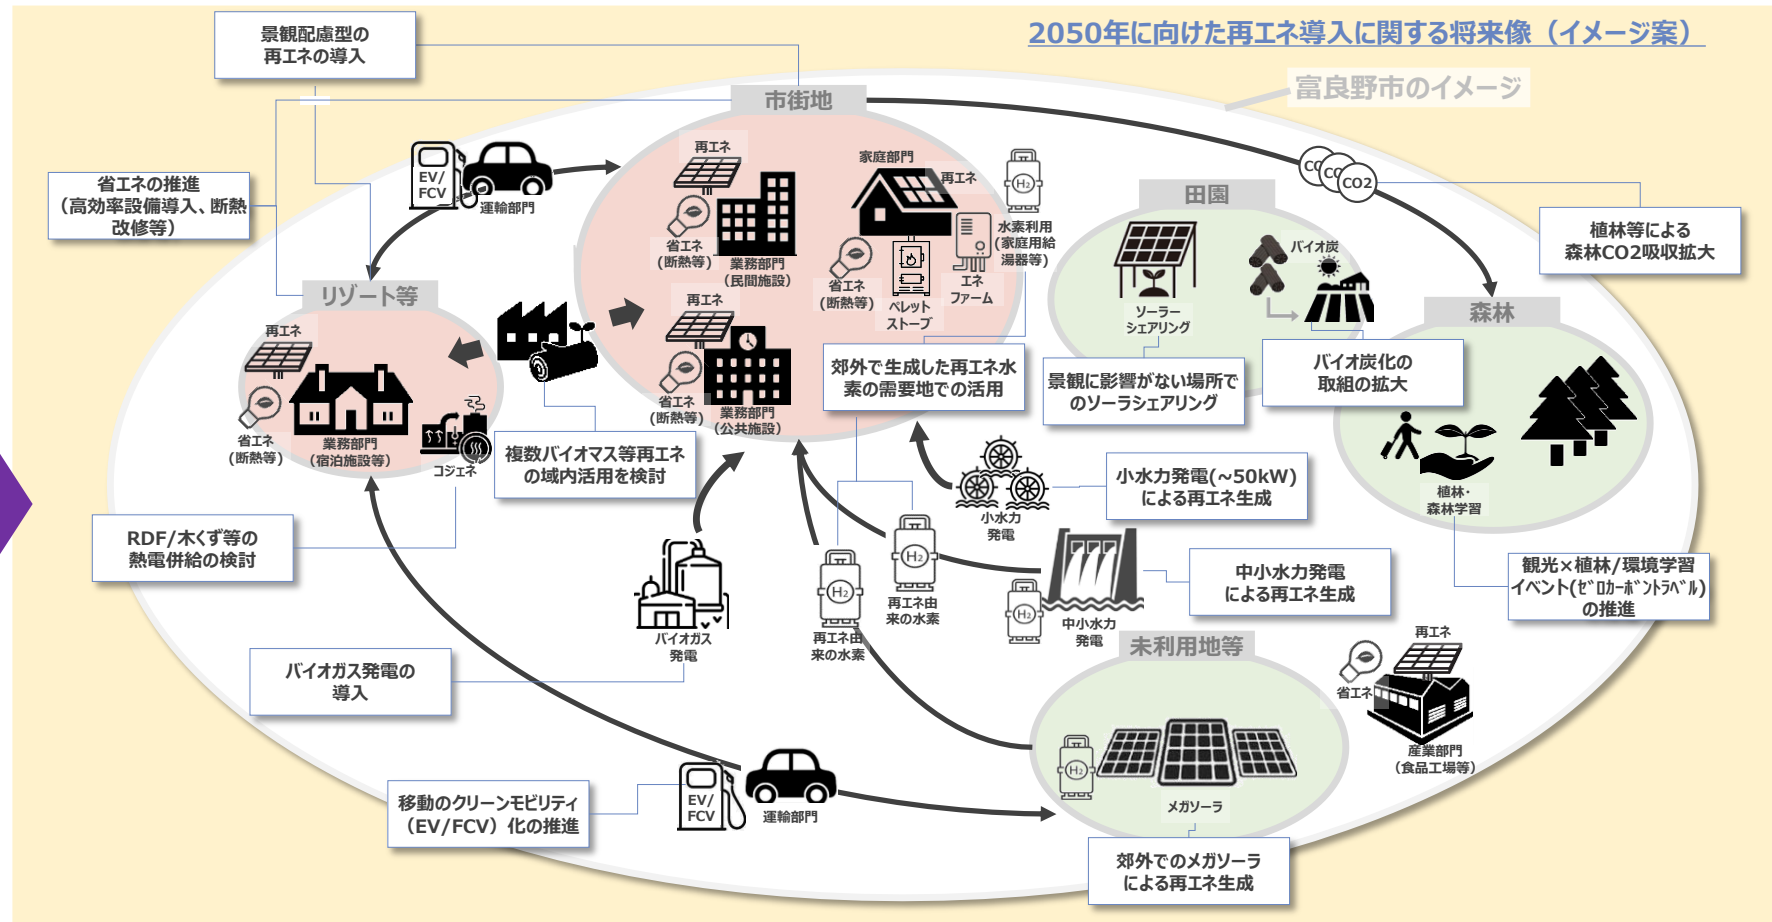 2050年に向けた再エネ導入に関する将来像（イメージ案）
富良野市のイメージ
景観配慮型の
再エネの導入
省エネの推進
（高効率設備導入、断熱
改修等）
EV/
FCV
運輸部門
市街地
再エネ
省エネ
(断熱等)
業務部門
(民間施設)
家庭部門
再エネ
省エネ
(断熱等)
ペレット
ストーブ
エネ
ファーム
H₂
水素利用
(家庭用給
湯器等)
再エネ
省エネ
(断熱等)
業務部門
(公共施設)
郊外で生成した再エネ水
素の需要地での活用
リゾート等
再エネ
省エネ
(断熱等)
業務部門
(宿泊施設等)
コジェネ
複数バイオマス等再エネ
の域内活用を検討
RDF/木くず等の
熱電併給の検討
田園
ソーラー
シェアリング
バイオ炭
景観に影響がない場所で
のソーラシェアリング
バイオ炭化の
取組の拡大
CO2
植林等による
森林CO2吸収拡大
森林
植林・
森林学習
観光×植林/環境学習
イベント(ｾﾞﾛｶｰﾎﾞﾝﾄﾗﾍﾞﾙ)
の推進
小水力
発電
小水力発電(~50kW)
による再エネ生成
H₂
中小水力
発電
中小水力発電
による再エネ生成
H₂
再エネ由
来の水素
H₂
再エネ由
来の水素
バイオガス
発電
バイオガス発電の
導入
未利用地等
H₂
メガソーラ
郊外でのメガソーラ
による再エネ生成
再エネ
省エネ
産業部門
（食品工場等）
EV/
FCV
運輸部門
移動のクリーンモビリティ
（EV/FCV）化の推進